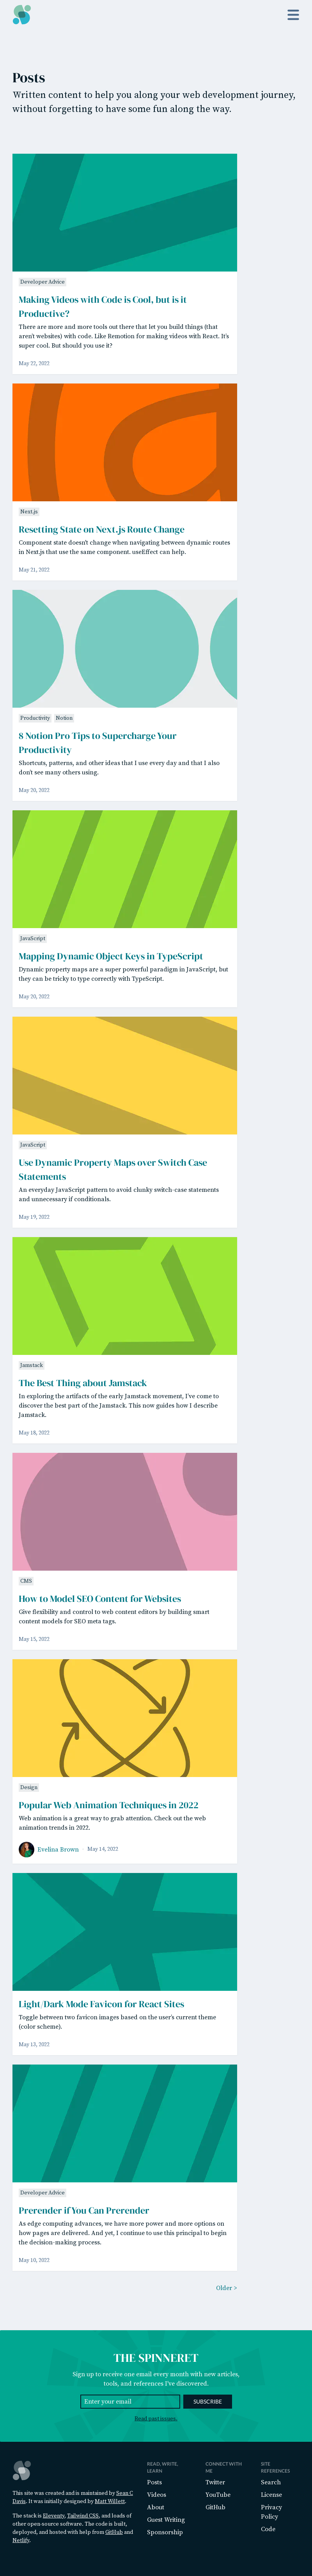 Posts
Written content to help you along your web development journey,
without forgetting to have some fun along the way.
Developer Advice
Making Videos with Code is Cool, but is it
Productive?
There are more and more tools out there that let you build things (that
aren't websites) with code. Like Remotion for making videos with React. It's
super cool. But should you use it?
May 22, 2022
Next.js
Resetting State on Next.js Route Change
Component state doesn't change when navigating between dynamic routes
in Next.js that use the same component. useEffect can help.
May 21, 2022
Productivity Notion
8 Notion Pro Tips to Supercharge Your
Productivity
Shortcuts, patterns, and other ideas that I use every day and that I also
don't see many others using.
May 20, 2022
JavaScript
Mapping Dynamic Object Keys in TypeScript
Dynamic property maps are a super powerful paradigm in JavaScript, but
they can be tricky to type correctly with TypeScript.
May 20, 2022
JavaScript
Use Dynamic Property Maps over Switch Case
Statements
An everyday JavaScript pattern to avoid clunky switch-case statements
and unnecessary if conditionals.
May 19, 2022
Jamstack
The Best Thing about Jamstack
In exploring the artifacts of the early Jamstack movement, I've come to
discover the best part of the Jamstack. This now guides how I describe
Jamstack.
May 18, 2022
CMS
How to Model SEO Content for Websites
Give flexibility and control to web content editors by building smart
content models for SEO meta tags.
May 15, 2022
Design
Popular Web Animation Techniques in 2022
Web animation is a great way to grab attention. Check out the web
animation trends in 2022.
Evelina Brown May 14, 2022
Light/Dark Mode Favicon for React Sites
Toggle between two favicon images based on the user's current theme
(color scheme).
May 13, 2022
Developer Advice
Prerender if You Can Prerender
As edge computing advances, we have more power and more options on
how pages are delivered. And yet, I continue to use this principal to begin
the decision-making process.
May 10, 2022
Older >
THE SPINNERET
Sign up to receive one email every month with new articles,
tools, and references I've discovered.
Enter your email SUBSCRIBE
Read past issues.
This site was created and is maintained by Sean C
Davis. It was initially designed by Matt Willett.
The stack is Eleventy, Tailwind CSS, and loads of
other open source software. The code is built,
deployed, and hosted with help from GitHub and
Netlify.
READ, WRITE,
LEARN
Posts
Videos
About
Guest Writing
Sponsorship
CONNECT WITH
ME
Twitter
YouTube
GitHub
SITE
REFERENCES
Search
License
Privacy
Policy
Code